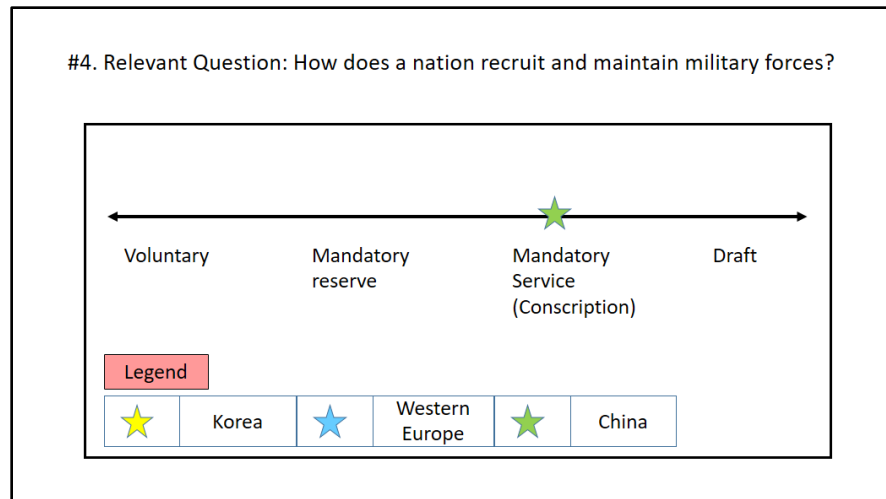 #4. Relevant Question: How does a nation recruit and maintain military forces?
Voluntary
Mandatory
reserve
Mandatory
Service
(Conscription)
Draft
Legend
Korea
Western
Europe
China